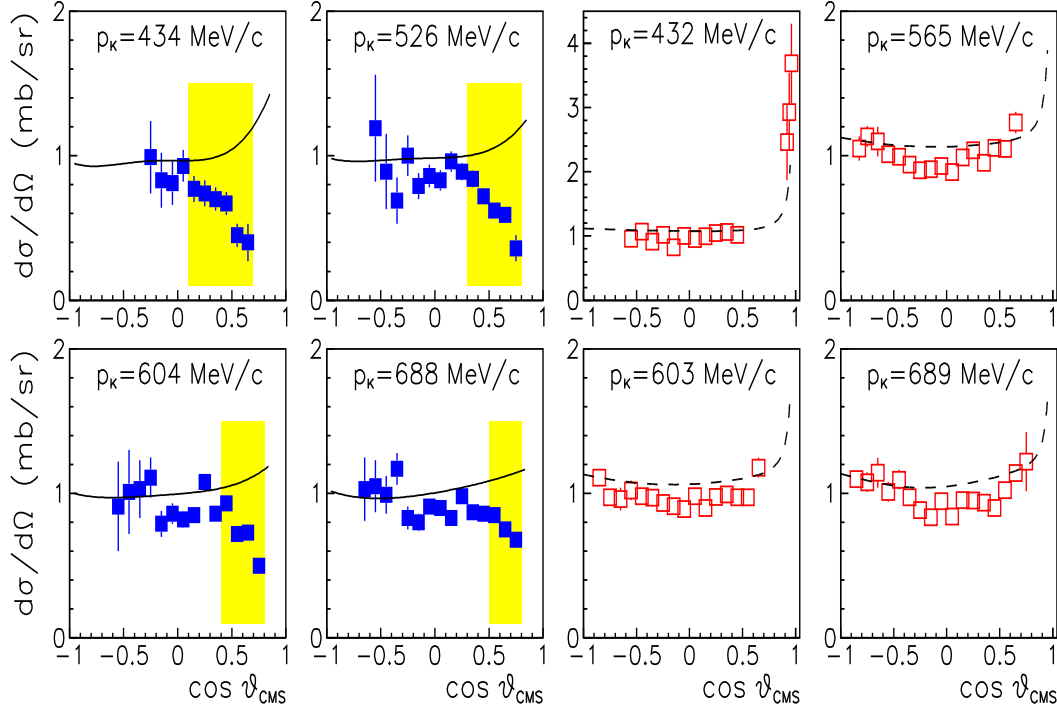 dσ/dΩ (mb/sr)
p_K=434 MeV/c
p_K=526 MeV/c
p_K=432 MeV/c
p_K=565 MeV/c
2
1
0
2
1
0
4
3
2
1
0
2
1
0
-1 -0.5 0 0.5 1
-1 -0.5 0 0.5 1
-1 -0.5 0 0.5 1
-1 -0.5 0 0.5 1
dσ/dΩ (mb/sr)
p_K=604 MeV/c
p_K=688 MeV/c
p_K=603 MeV/c
p_K=689 MeV/c
2
1
0
2
1
0
2
1
0
2
1
0
-1 -0.5 0 0.5 1
-1 -0.5 0 0.5 1
-1 -0.5 0 0.5 1
-1 -0.5 0 0.5 1
cos ϑ_CMS
cos ϑ_CMS
cos ϑ_CMS
cos ϑ_CMS